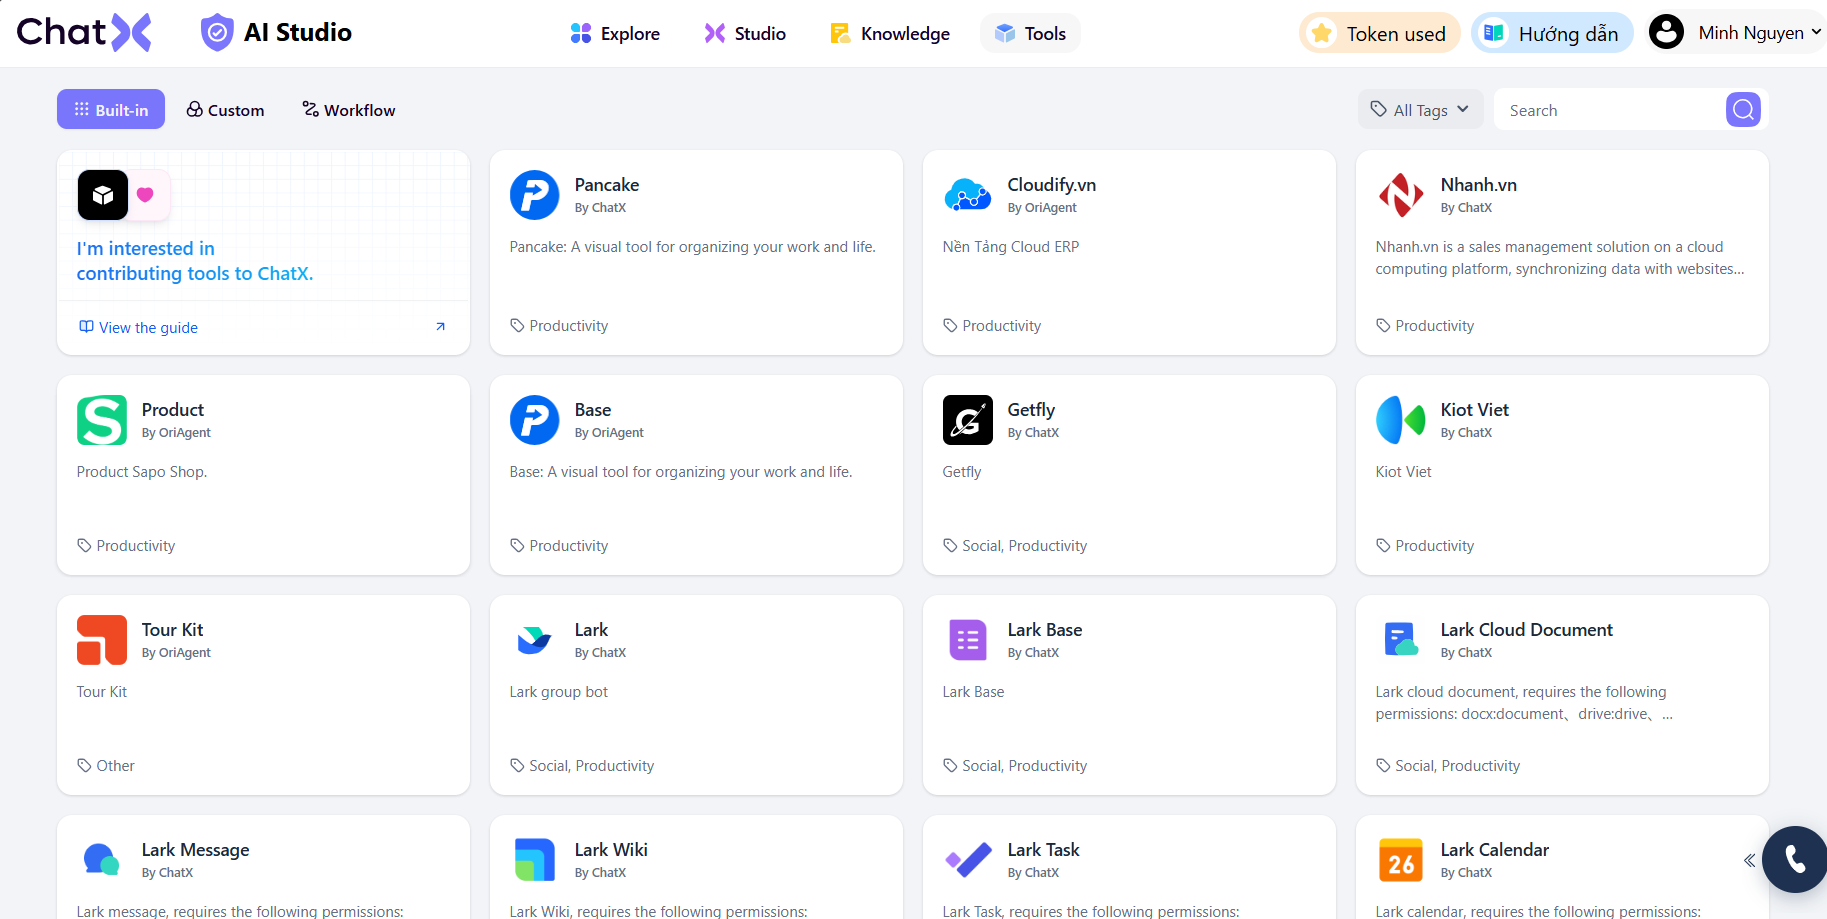 ChatX
AI Studio
Explore
Studio
Knowledge
Tools
Token used
Hướng dẫn
Minh Nguyen
Built-in
Custom
Workflow
All Tags
Search
I'm interested in
contributing tools to ChatX.
View the guide
Pancake
By ChatX
Pancake: A visual tool for organizing your work and life.
Productivity
Cloudify.vn
By OriAgent
Nền Tảng Cloud ERP
Productivity
Nhanh.vn
By ChatX
Nhanh.vn is a sales management solution on a cloud
computing platform, synchronizing data with websites...
Productivity
Product
By OriAgent
Product Sapo Shop.
Productivity
Base
By OriAgent
Base: A visual tool for organizing your work and life.
Productivity
Getfly
By ChatX
Getfly
Social, Productivity
Kiot Viet
By ChatX
Kiot Viet
Productivity
Tour Kit
By OriAgent
Tour Kit
Other
Lark
By ChatX
Lark group bot
Social, Productivity
Lark Base
By ChatX
Lark Base
Social, Productivity
Lark Cloud Document
By ChatX
Lark cloud document, requires the following
permissions: docx:document、drive:drive、...
Social, Productivity
Lark Message
By ChatX
Lark message, requires the following permissions:
Lark Wiki
By ChatX
Lark Wiki, requires the following permissions:
Lark Task
By ChatX
Lark Task, requires the following permissions:
26
Lark Calendar
By ChatX
Lark calendar, requires the following permissions: